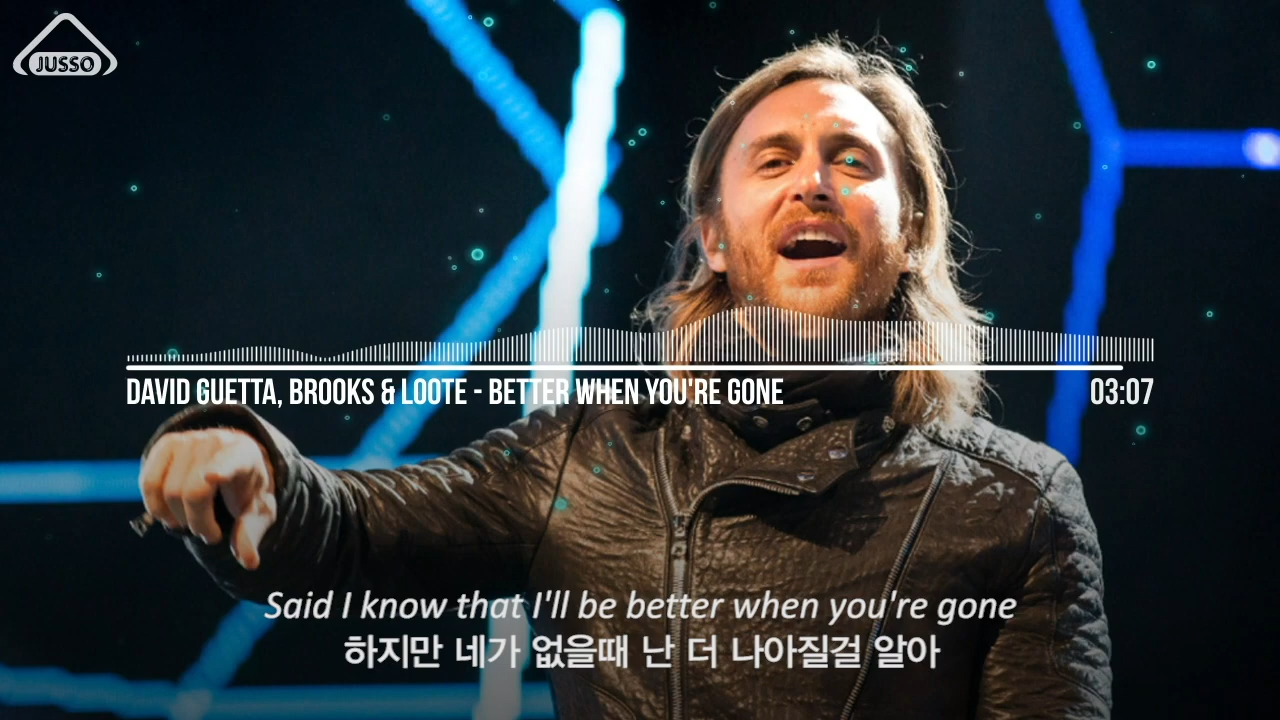 JUSSO
DAVID GUETTA, BROOKS & LOOTE - BETTER WHEN YOU'RE GONE
03:07
Said I know that I'll be better when you're gone
하지만 네가 없을때 난 더 나아질걸 알아